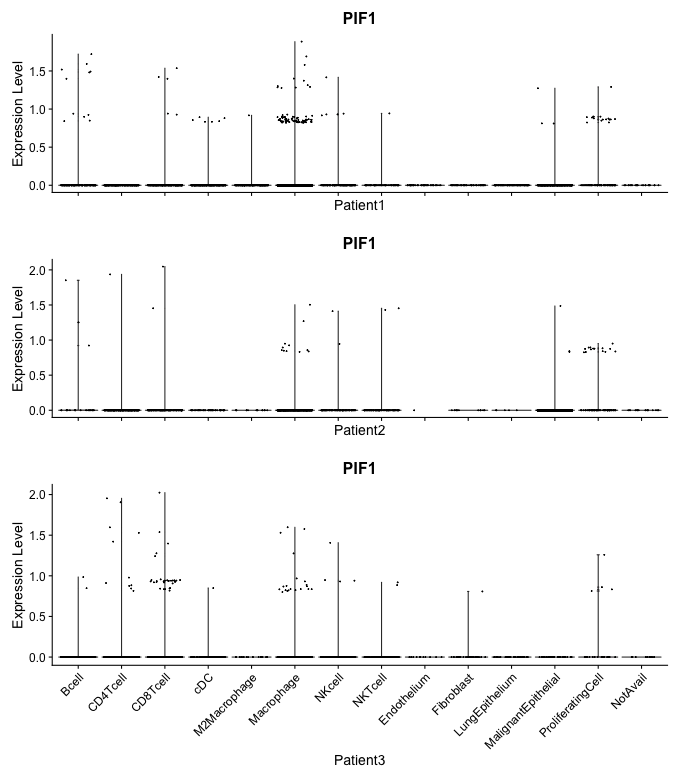 PIF1
Expression Level
1.5
1.0
0.5
0.0
Patient1
PIF1
Expression Level
2.0
1.5
1.0
0.5
0.0
Patient2
PIF1
Expression Level
2.0
1.5
1.0
0.5
0.0
Bcell
CD4Tcell
CD8Tcell
cDC
M2Macrophage
Macrophage
NKcell
NKTcell
Endothelium
Fibroblast
LungEpithelium
MalignantEpithelial
ProliferatingCell
NotAvail
Patient3